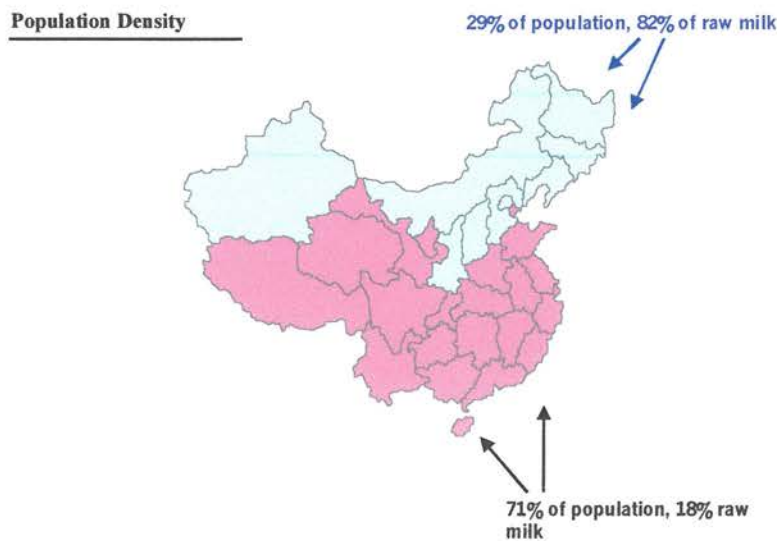 Population Density
29% of population, 82% of raw milk
71% of population, 18% raw
milk